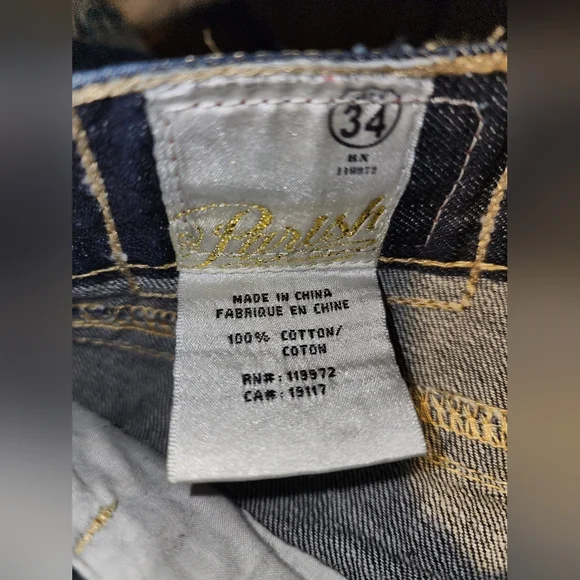 34
RN
119972
Parish
MADE IN CHINA
FABRIQUE EN CHINE
100% COTTON/
COTON
RN#: 119972
CA#: 19117